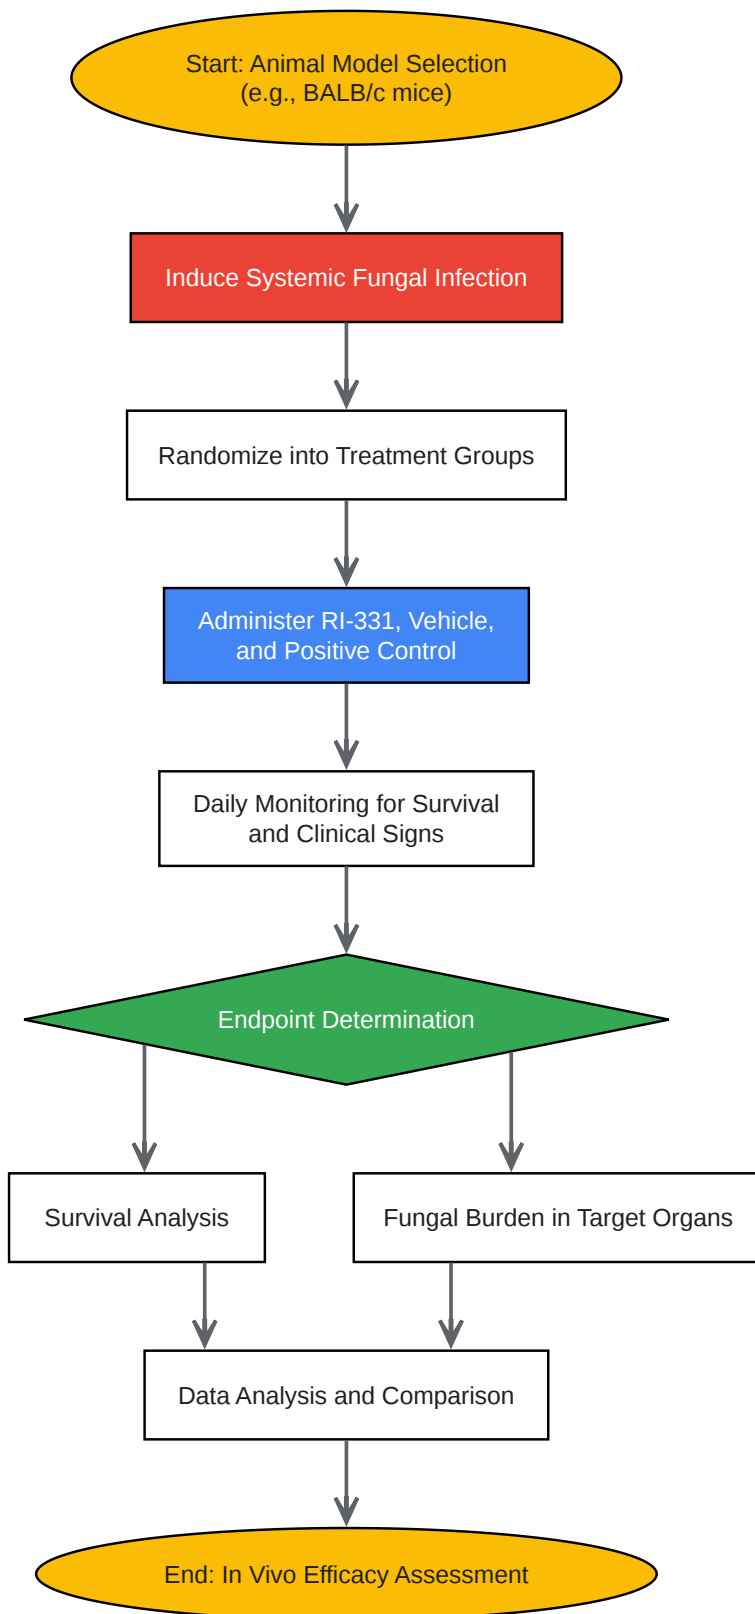 Start: Animal Model Selection
(e.g., BALB/c mice)
Induce Systemic Fungal Infection
Randomize into Treatment Groups
Administer RI-331, Vehicle,
and Positive Control
Daily Monitoring for Survival
and Clinical Signs
Endpoint Determination
Survival Analysis
Fungal Burden in Target Organs
Data Analysis and Comparison
End: In Vivo Efficacy Assessment